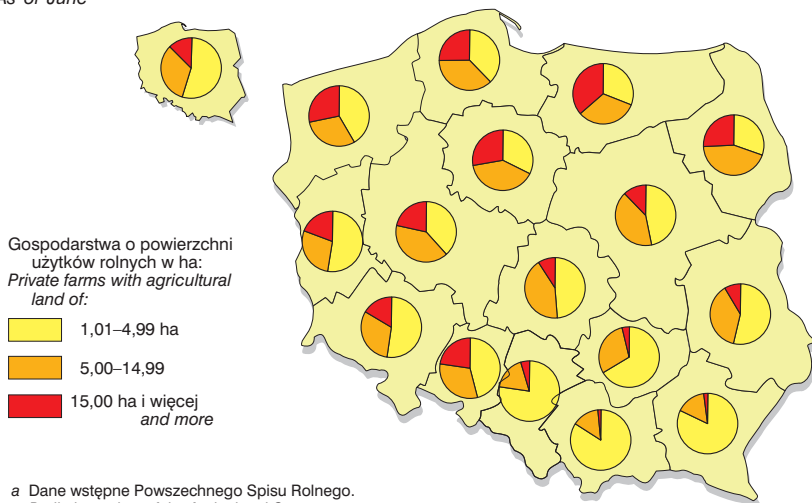 As of June
Gospodarstwa o powierzchni
użytków rolnych w ha:
Private farms with agricultural
land of:
1,01–4,99 ha
5,00–14,99
15,00 ha i więcej
and more
a Dane wstępne Powszechnego Spisu Rolnego.